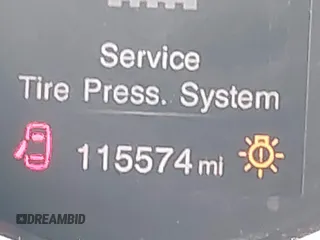 Service
Tire Press. System
115574 mi
DREAMBID